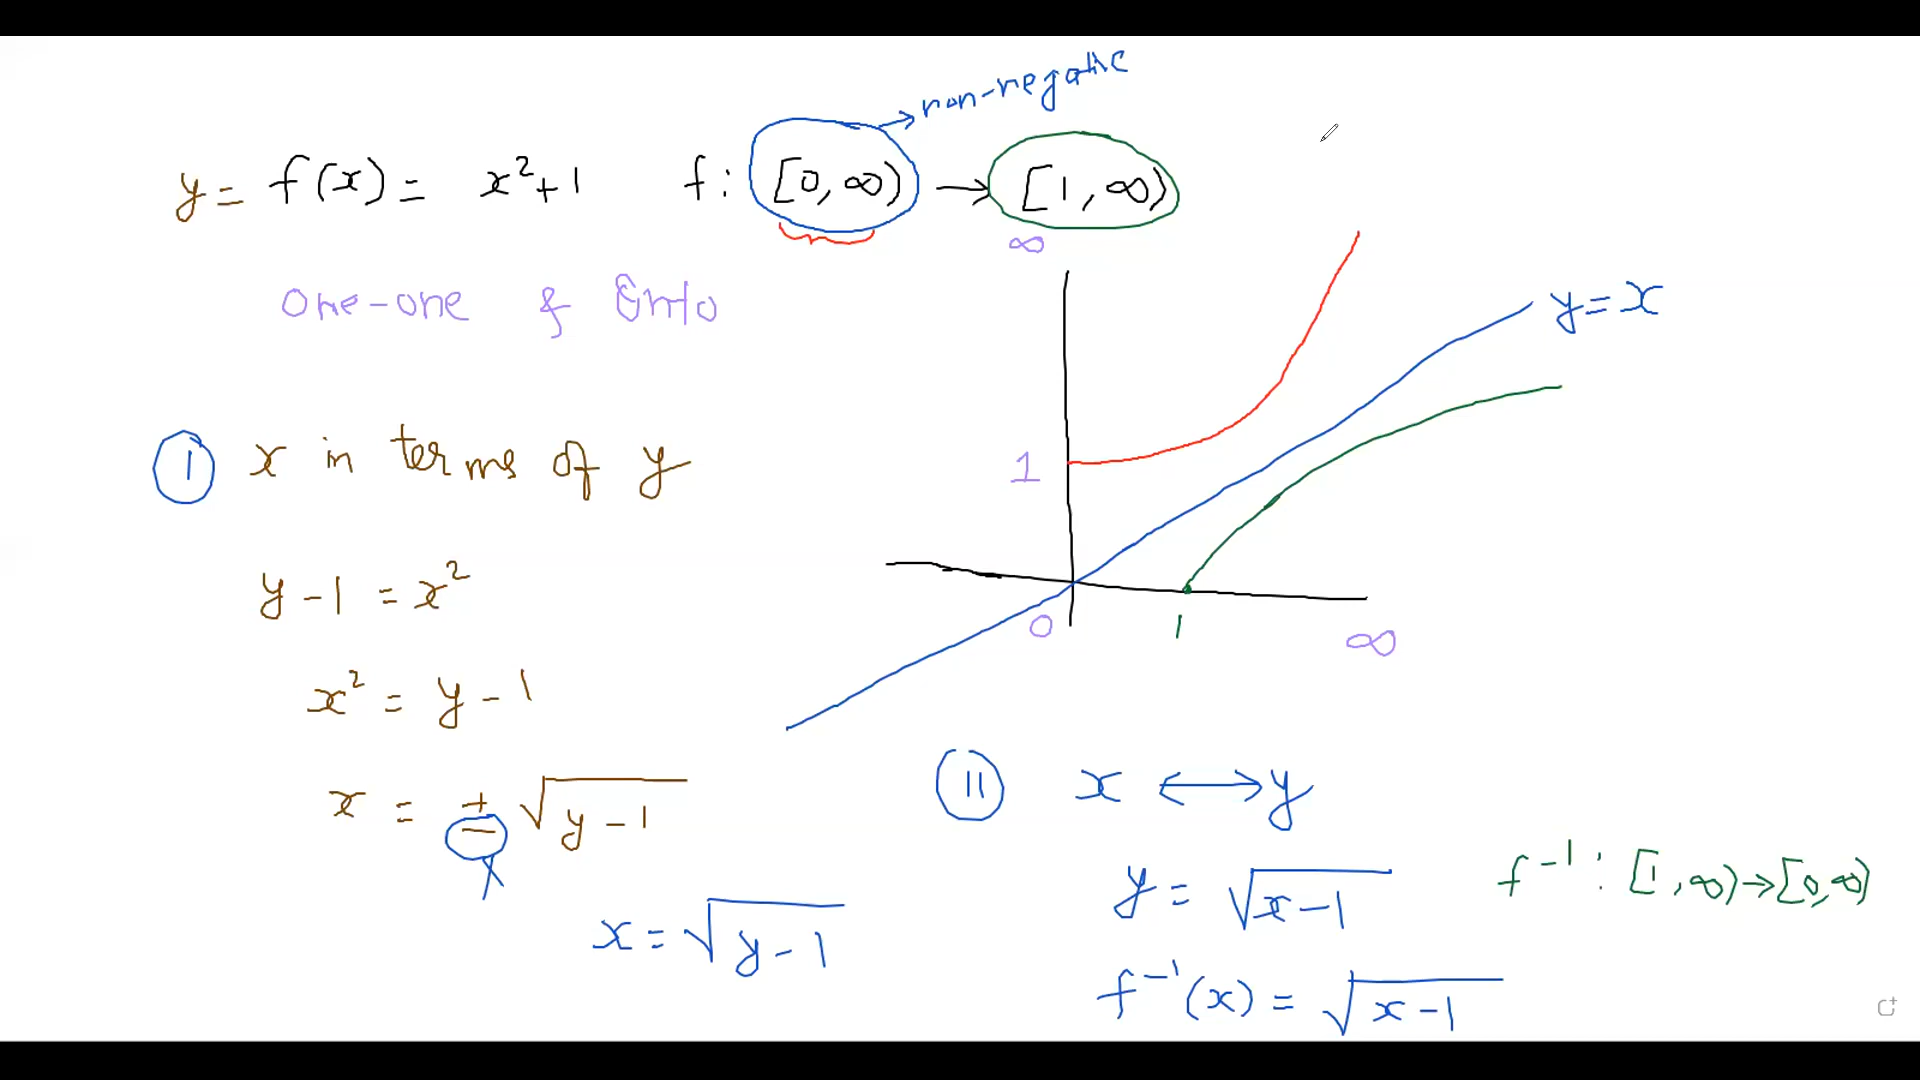 non-negative
y = f(x) = x²+1 f : [0, ∞) → [1, ∞)
∞
One-one & Onto
y = x
① x in terms of y
1
y - 1 = x²
0 1 ∞
x² = y - 1
x = ± √(y - 1)
② x ⟷ y
x = √(y - 1)
y = √(x - 1)
f⁻¹ : [1, ∞) → [0, ∞)
f⁻¹(x) = √(x - 1)